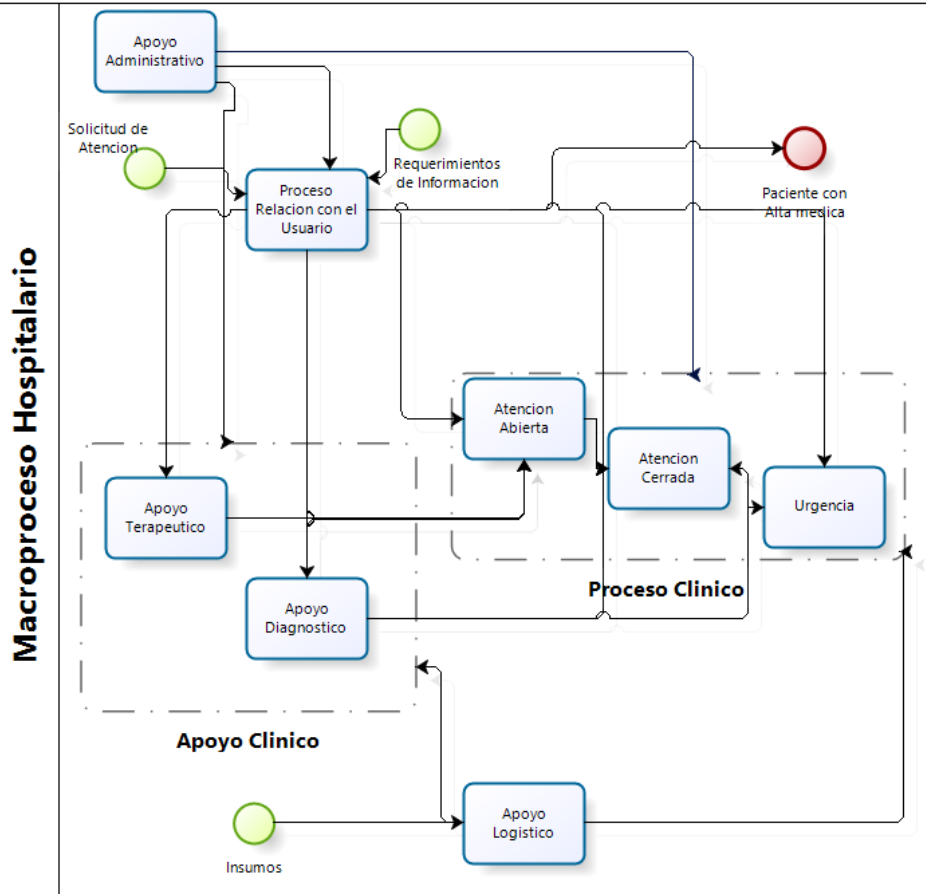 Macroproceso Hospitalario
Apoyo
Administrativo
Solicitud de
Atencion
Requerimientos
de Informacion
Paciente con
Alta medica
Proceso
Relacion con el
Usuario
Atencion
Abierta
Atencion
Cerrada
Urgencia
Proceso Clinico
Apoyo
Terapeutico
Apoyo
Diagnostico
Apoyo Clinico
Insumos
Apoyo
Logistico